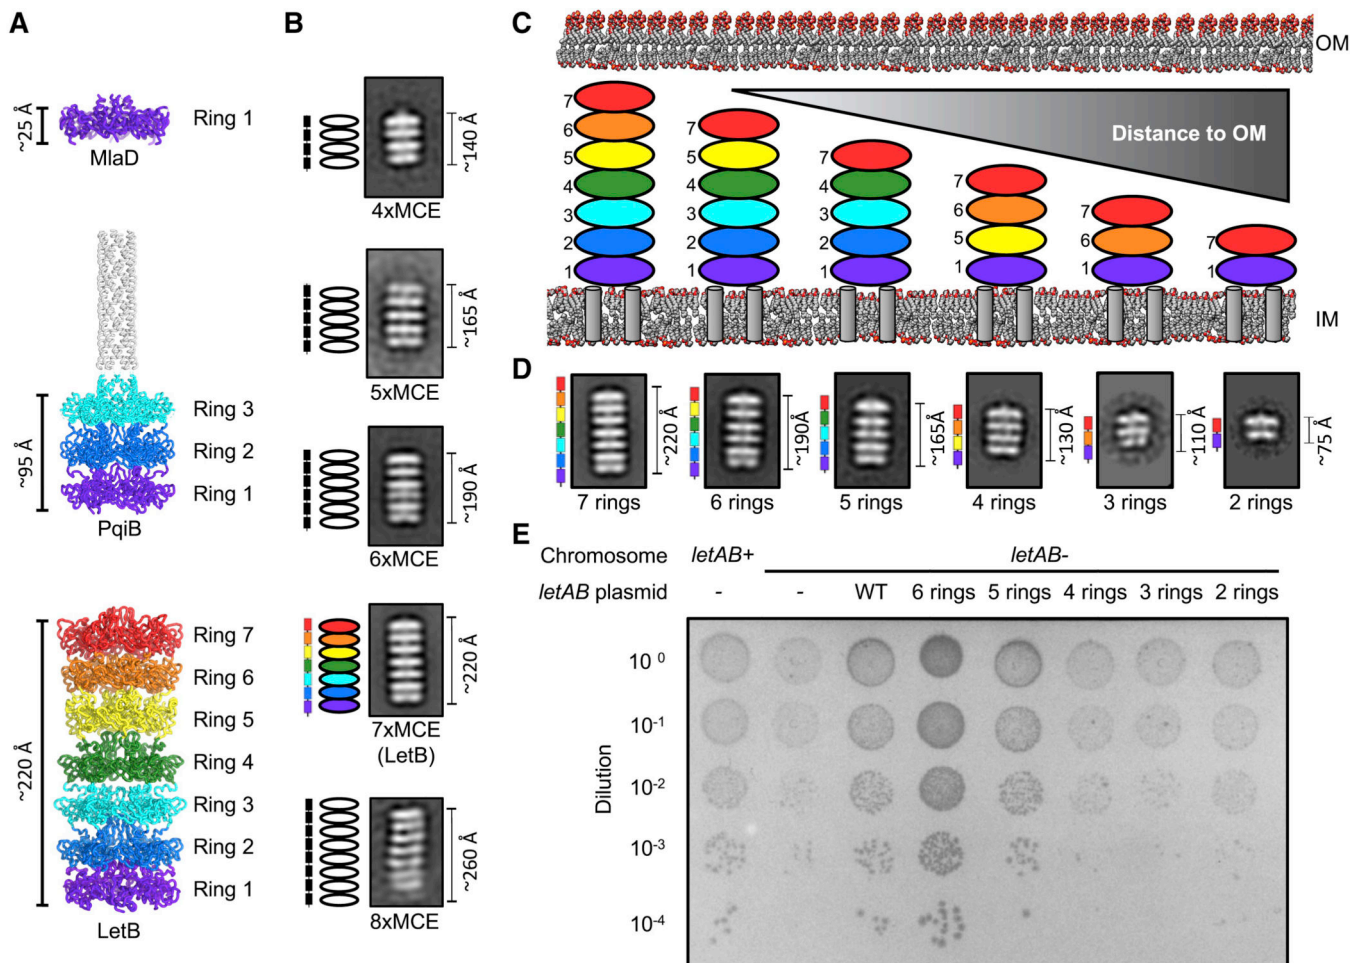 A
~25 Å
Ring 1
MlaD
~95 Å
Ring 3
Ring 2
Ring 1
PqiB
~220 Å
Ring 7
Ring 6
Ring 5
Ring 4
Ring 3
Ring 2
Ring 1
LetB
B
~140 Å
4xMCE
~165 Å
5xMCE
~190 Å
6xMCE
~220 Å
7xMCE
(LetB)
~260 Å
8xMCE
C
OM
7
6
5
4
3
2
1
7
5
4
3
2
1
7
4
3
2
1
7
6
5
1
7
6
1
7
1
Distance to OM
IM
D
~220 Å
7 rings
~190Å
6 rings
~165Å
5 rings
~130 Å
4 rings
~110 Å
3 rings
~75 Å
2 rings
E
Chromosome letAB+ letAB-
letAB plasmid - - WT 6 rings 5 rings 4 rings 3 rings 2 rings
Dilution
10 0
10-1
10-2
10-3
10-4